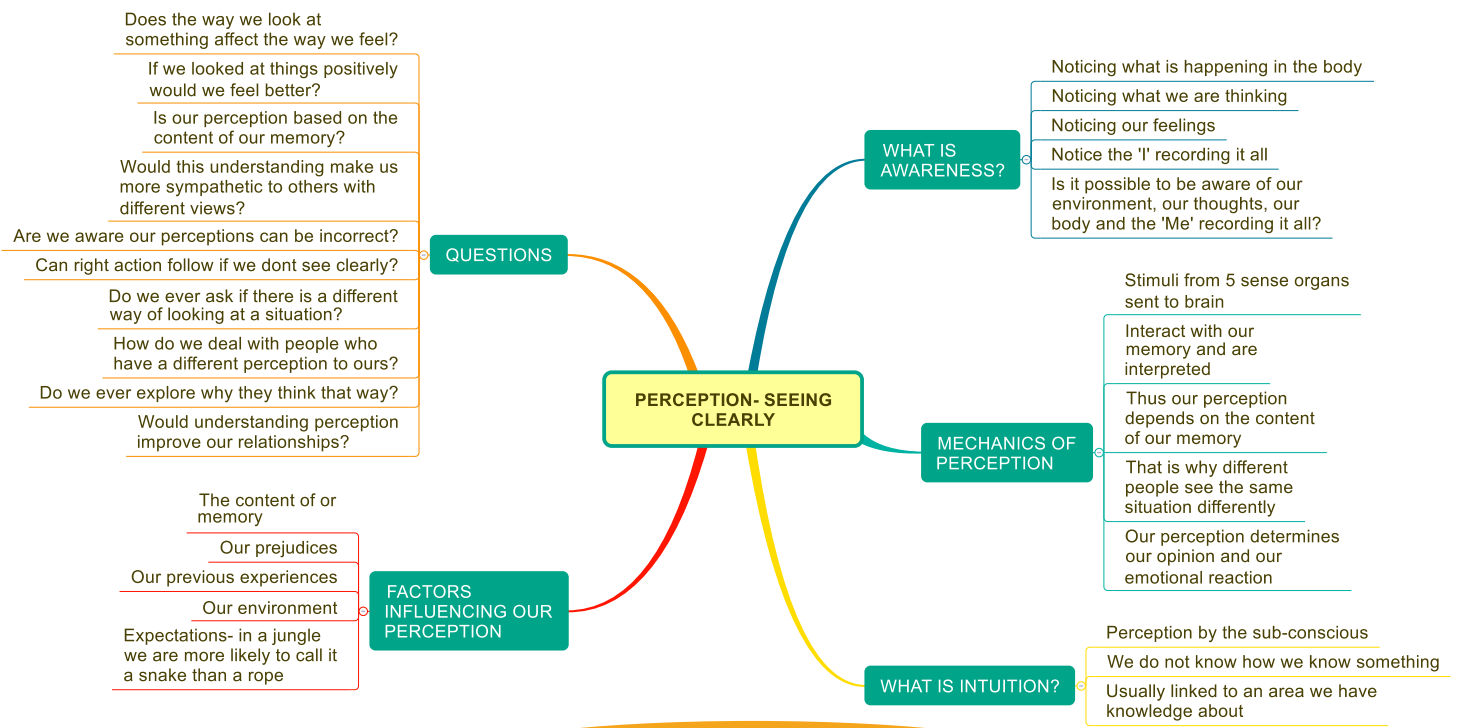 PERCEPTION- SEEING
CLEARLY
WHAT IS
AWARENESS?
Noticing what is happening in the body
Noticing what we are thinking
Noticing our feelings
Notice the 'I' recording it all
Is it possible to be aware of our
environment, our thoughts, our
body and the 'Me' recording it all?
MECHANICS OF
PERCEPTION
Stimuli from 5 sense organs
sent to brain
Interact with our
memory and are
interpreted
Thus our perception
depends on the content
of our memory
That is why different
people see the same
situation differently
Our perception determines
our opinion and our
emotional reaction
WHAT IS INTUITION?
Perception by the sub-conscious
We do not know how we know something
Usually linked to an area we have
knowledge about
FACTORS
INFLUENCING OUR
PERCEPTION
The content of or
memory
Our prejudices
Our previous experiences
Our environment
Expectations- in a jungle
we are more likely to call it
a snake than a rope
QUESTIONS
Does the way we look at
something affect the way we feel?
If we looked at things positively
would we feel better?
Is our perception based on the
content of our memory?
Would this understanding make us
more sympathetic to others with
different views?
Are we aware our perceptions can be incorrect?
Can right action follow if we dont see clearly?
Do we ever ask if there is a different
way of looking at a situation?
How do we deal with people who
have a different perception to ours?
Do we ever explore why they think that way?
Would understanding perception
improve our relationships?